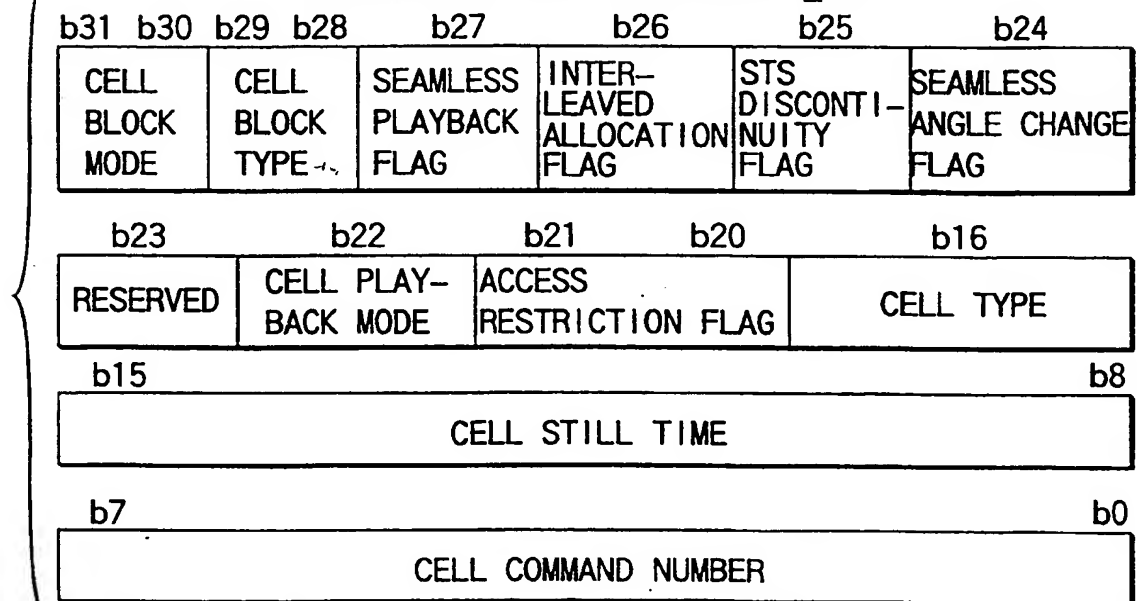 b31 b30 b29 b28 b27 b26 b25 b24
CELL BLOCK MODE
CELL BLOCK TYPE
SEAMLESS PLAYBACK FLAG
INTER-LEAVED ALLOCATION FLAG
STS DISCONTI-NUITY FLAG
SEAMLESS ANGLE CHANGE FLAG
b23 b22 b21 b20 b16
RESERVED
CELL PLAY-BACK MODE
ACCESS RESTRICTION FLAG
CELL TYPE
b15 b8
CELL STILL TIME
b7 b0
CELL COMMAND NUMBER